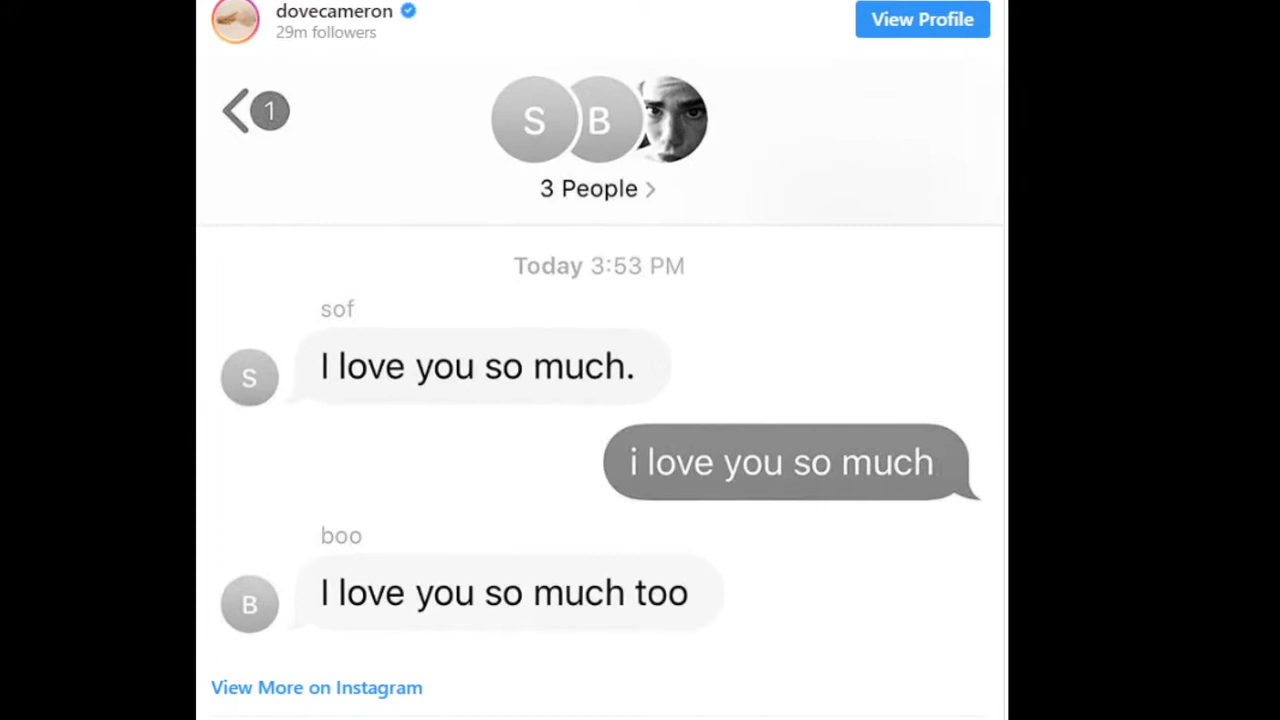 dovecameron
29m followers
View Profile
1
S B
3 People
Today 3:53 PM
sof
S
I love you so much.
i love you so much
boo
B
I love you so much too
View More on Instagram